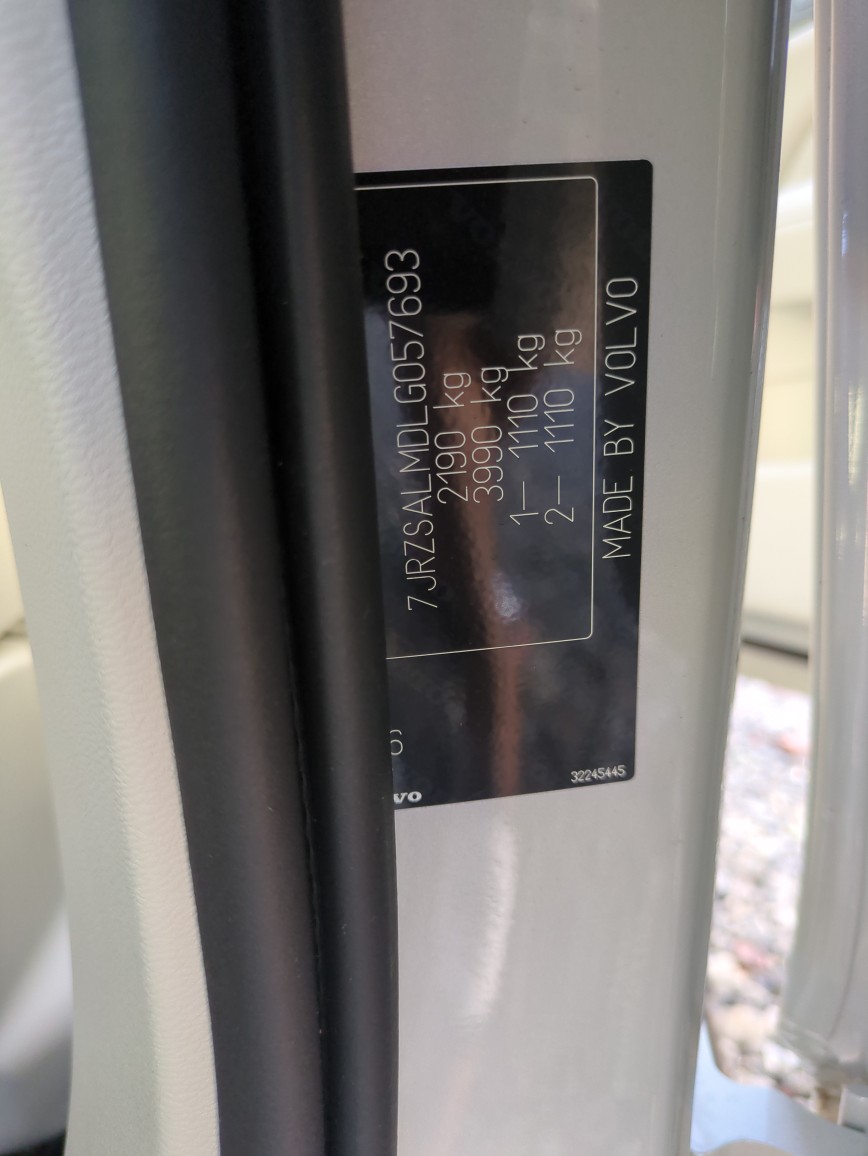 7JRZSALMDLG057693
2190 kg
3990 kg
1— 1110 kg
2— 1110 kg
MADE BY VOLVO
32245445